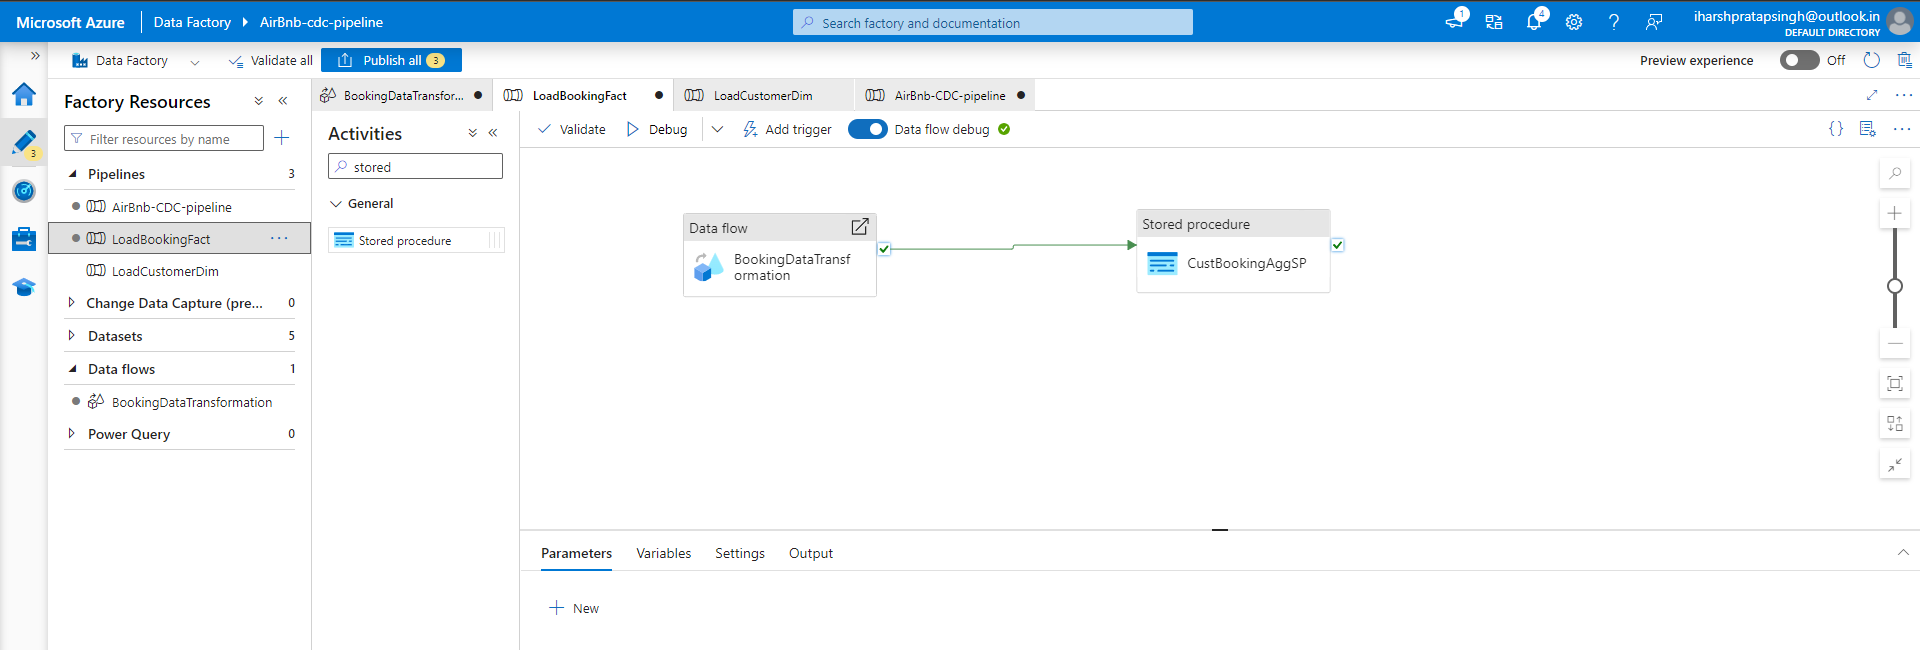 Microsoft Azure
Data Factory
AirBnb-cdc-pipeline
Search factory and documentation
1
4
iharshpratapsingh@outlook.in
DEFAULT DIRECTORY
Data Factory
Validate all
Publish all 3
Preview experience
Off
3
Factory Resources
Filter resources by name
Pipelines 3
AirBnb-CDC-pipeline
LoadBookingFact
LoadCustomerDim
Change Data Capture (pre... 0
Datasets 5
Data flows 1
BookingDataTransformation
Power Query 0
BookingDataTransfor...
LoadBookingFact
LoadCustomerDim
AirBnb-CDC-pipeline
Activities
stored
General
Stored procedure
Validate
Debug
Add trigger
Data flow debug
Data flow
BookingDataTransf
ormation
Stored procedure
CustBookingAggSP
Parameters
Variables
Settings
Output
New